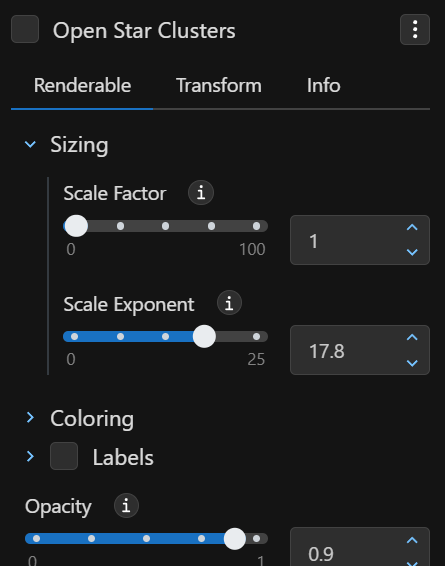 Open Star Clusters
Renderable Transform Info
Sizing
Scale Factor i
0 100 1
Scale Exponent i
0 25 17.8
Coloring
Labels
Opacity i
0 1 0.9